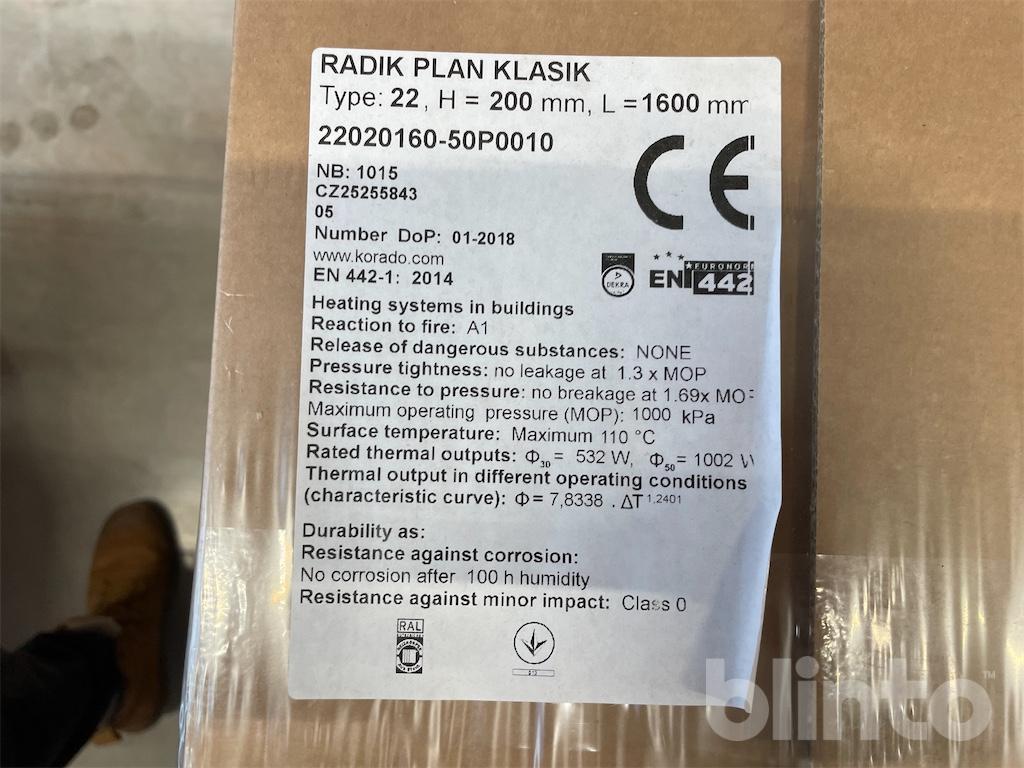 RADIK PLAN KLASIK
Type: 22, H = 200 mm, L =1600 mm
22020160-50P0010
NB: 1015
CZ25255843
05
Number DoP: 01-2018
www.korado.com
EN 442-1: 2014
CE
DEKRA
EN EURONORM 442
Heating systems in buildings
Reaction to fire: A1
Release of dangerous substances: NONE
Pressure tightness: no leakage at 1.3 x MOP
Resistance to pressure: no breakage at 1.69x MO
Maximum operating pressure (MOP): 1000 kPa
Surface temperature: Maximum 110 °C
Rated thermal outputs: Φ30 = 532 W, Φ50 = 1002 W
Thermal output in different operating conditions
(characteristic curve): Φ = 7,8338 . ΔT 1,2401
Durability as:
Resistance against corrosion:
No corrosion after 100 h humidity
Resistance against minor impact: Class 0
RAL
blinto™